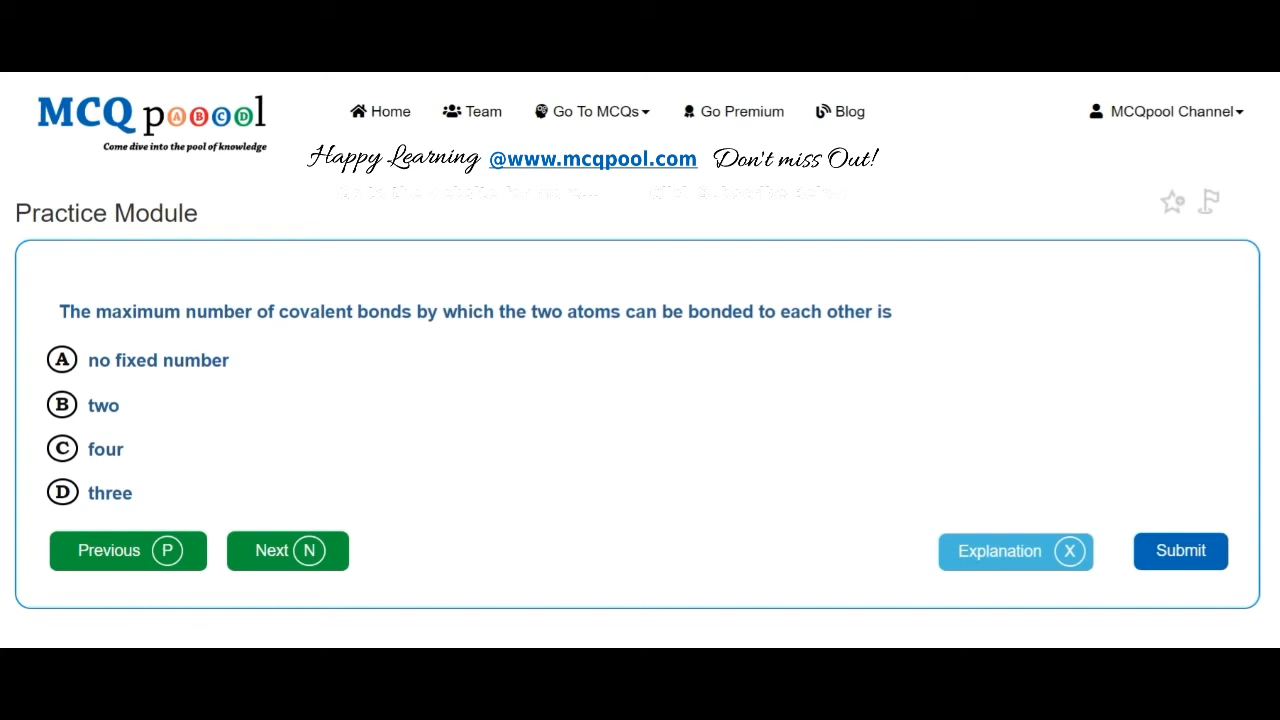 MCQ pooool
Come dive into the pool of knowledge
Home Team Go To MCQs Go Premium Blog MCQpool Channel
Happy Learning @www.mcqpool.com Don't miss Out!
Practice Module
The maximum number of covalent bonds by which the two atoms can be bonded to each other is
A no fixed number
B two
C four
D three
Previous P Next N Explanation X Submit